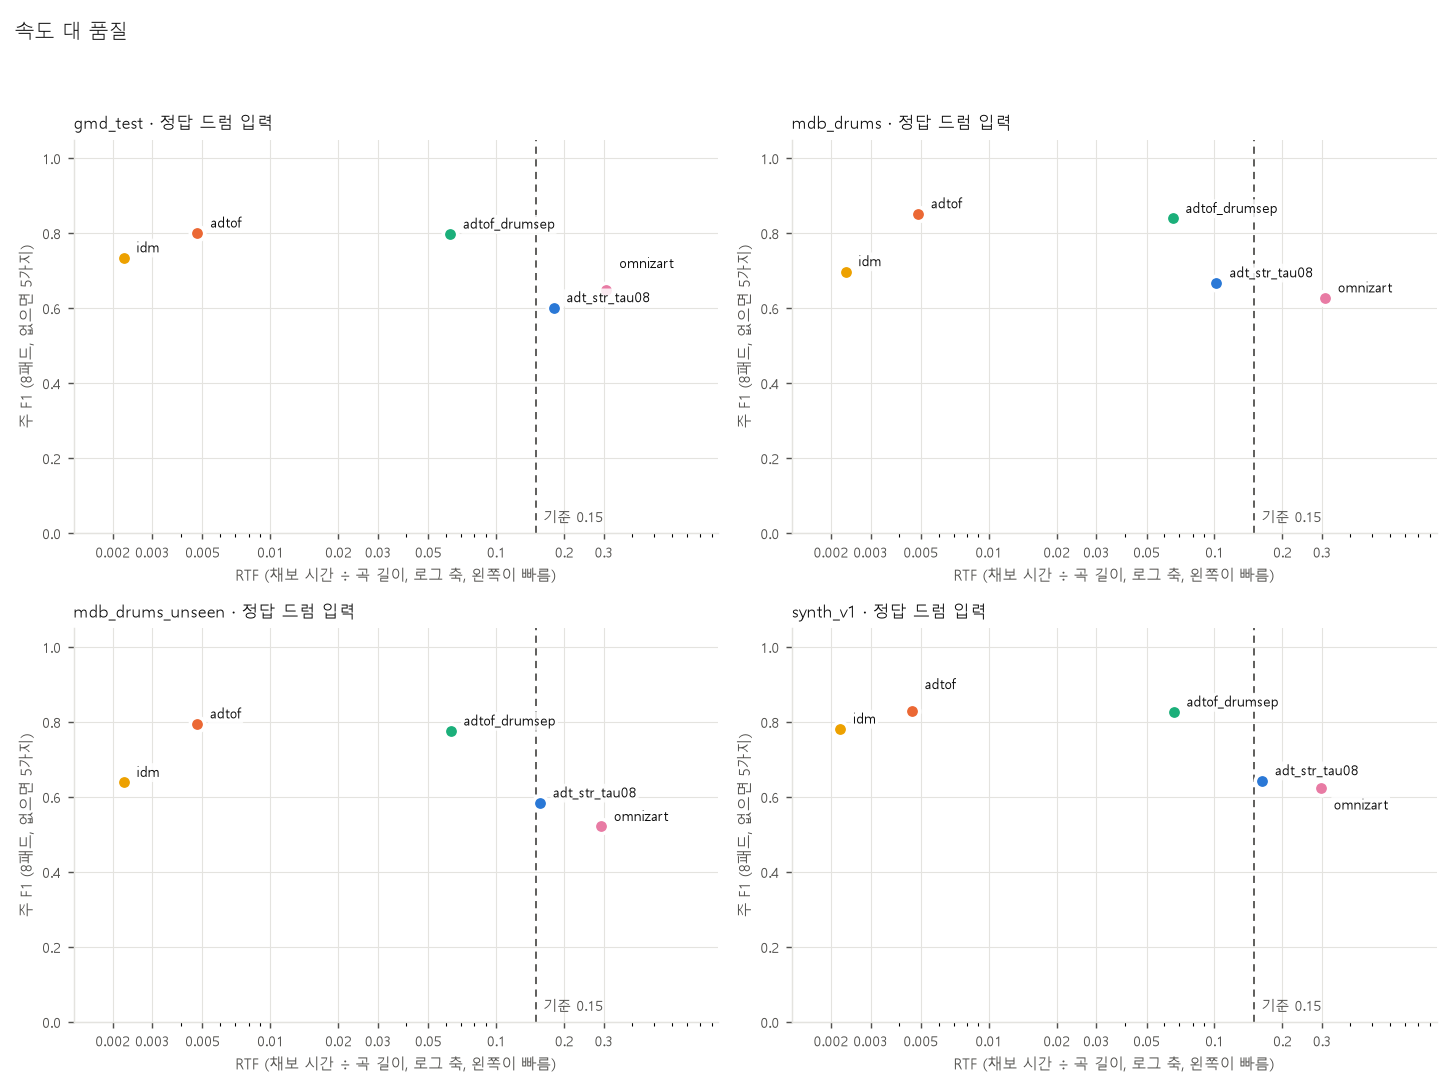 속도 대 품질
gmd_test · 정답 드럼 입력
주 F1 (8패드, 없으면 5가지)
1.0
0.8
0.6
0.4
0.2
0.0
idm
adtof
adtof_drumsep
omnizart
adt_str_tau08
기준 0.15
0.002 0.003 0.005 0.01 0.02 0.03 0.05 0.1 0.2 0.3
RTF (채보 시간 ÷ 곡 길이, 로그 축, 왼쪽이 빠름)
mdb_drums · 정답 드럼 입력
주 F1 (8패드, 없으면 5가지)
1.0
0.8
0.6
0.4
0.2
0.0
adtof
adtof_drumsep
idm
adt_str_tau08
omnizart
기준 0.15
0.002 0.003 0.005 0.01 0.02 0.03 0.05 0.1 0.2 0.3
RTF (채보 시간 ÷ 곡 길이, 로그 축, 왼쪽이 빠름)
mdb_drums_unseen · 정답 드럼 입력
주 F1 (8패드, 없으면 5가지)
1.0
0.8
0.6
0.4
0.2
0.0
adtof
adtof_drumsep
idm
adt_str_tau08
omnizart
기준 0.15
0.002 0.003 0.005 0.01 0.02 0.03 0.05 0.1 0.2 0.3
RTF (채보 시간 ÷ 곡 길이, 로그 축, 왼쪽이 빠름)
synth_v1 · 정답 드럼 입력
주 F1 (8패드, 없으면 5가지)
1.0
0.8
0.6
0.4
0.2
0.0
adtof
idm
adtof_drumsep
adt_str_tau08
omnizart
기준 0.15
0.002 0.003 0.005 0.01 0.02 0.03 0.05 0.1 0.2 0.3
RTF (채보 시간 ÷ 곡 길이, 로그 축, 왼쪽이 빠름)